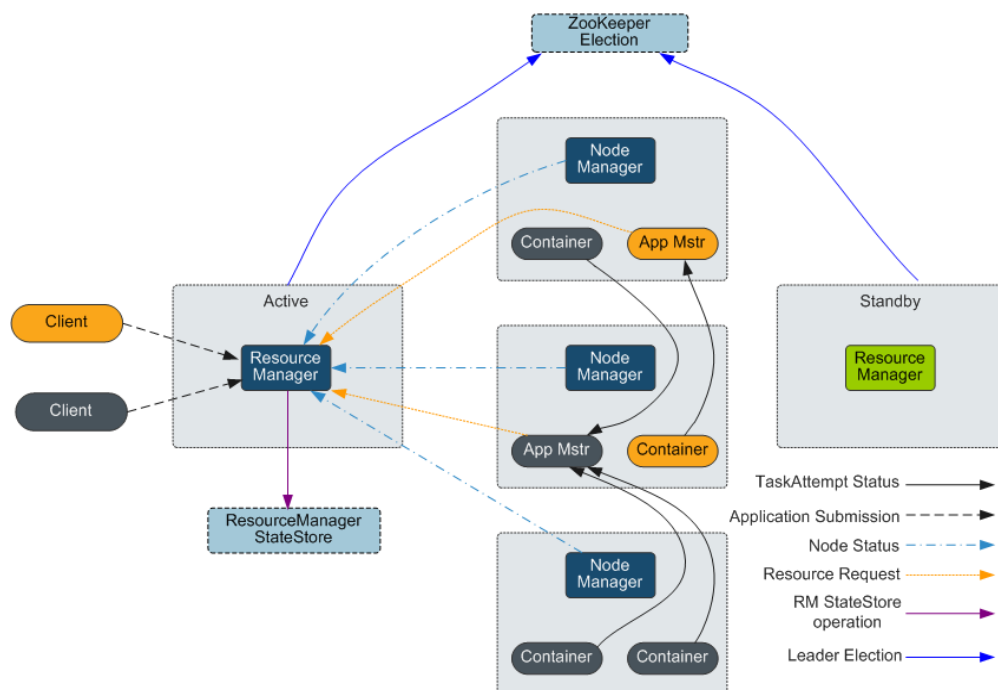 ZooKeeper
Election
Node
Manager
Container
App Mstr
Active
Standby
Client
Resource
Manager
Node
Manager
Resource
Manager
Client
App Mstr
Container
TaskAttempt Status
ResourceManager
StateStore
Application Submission
Node Status
Node
Manager
Resource Request
RM StateStore
operation
Container
Container
Leader Election